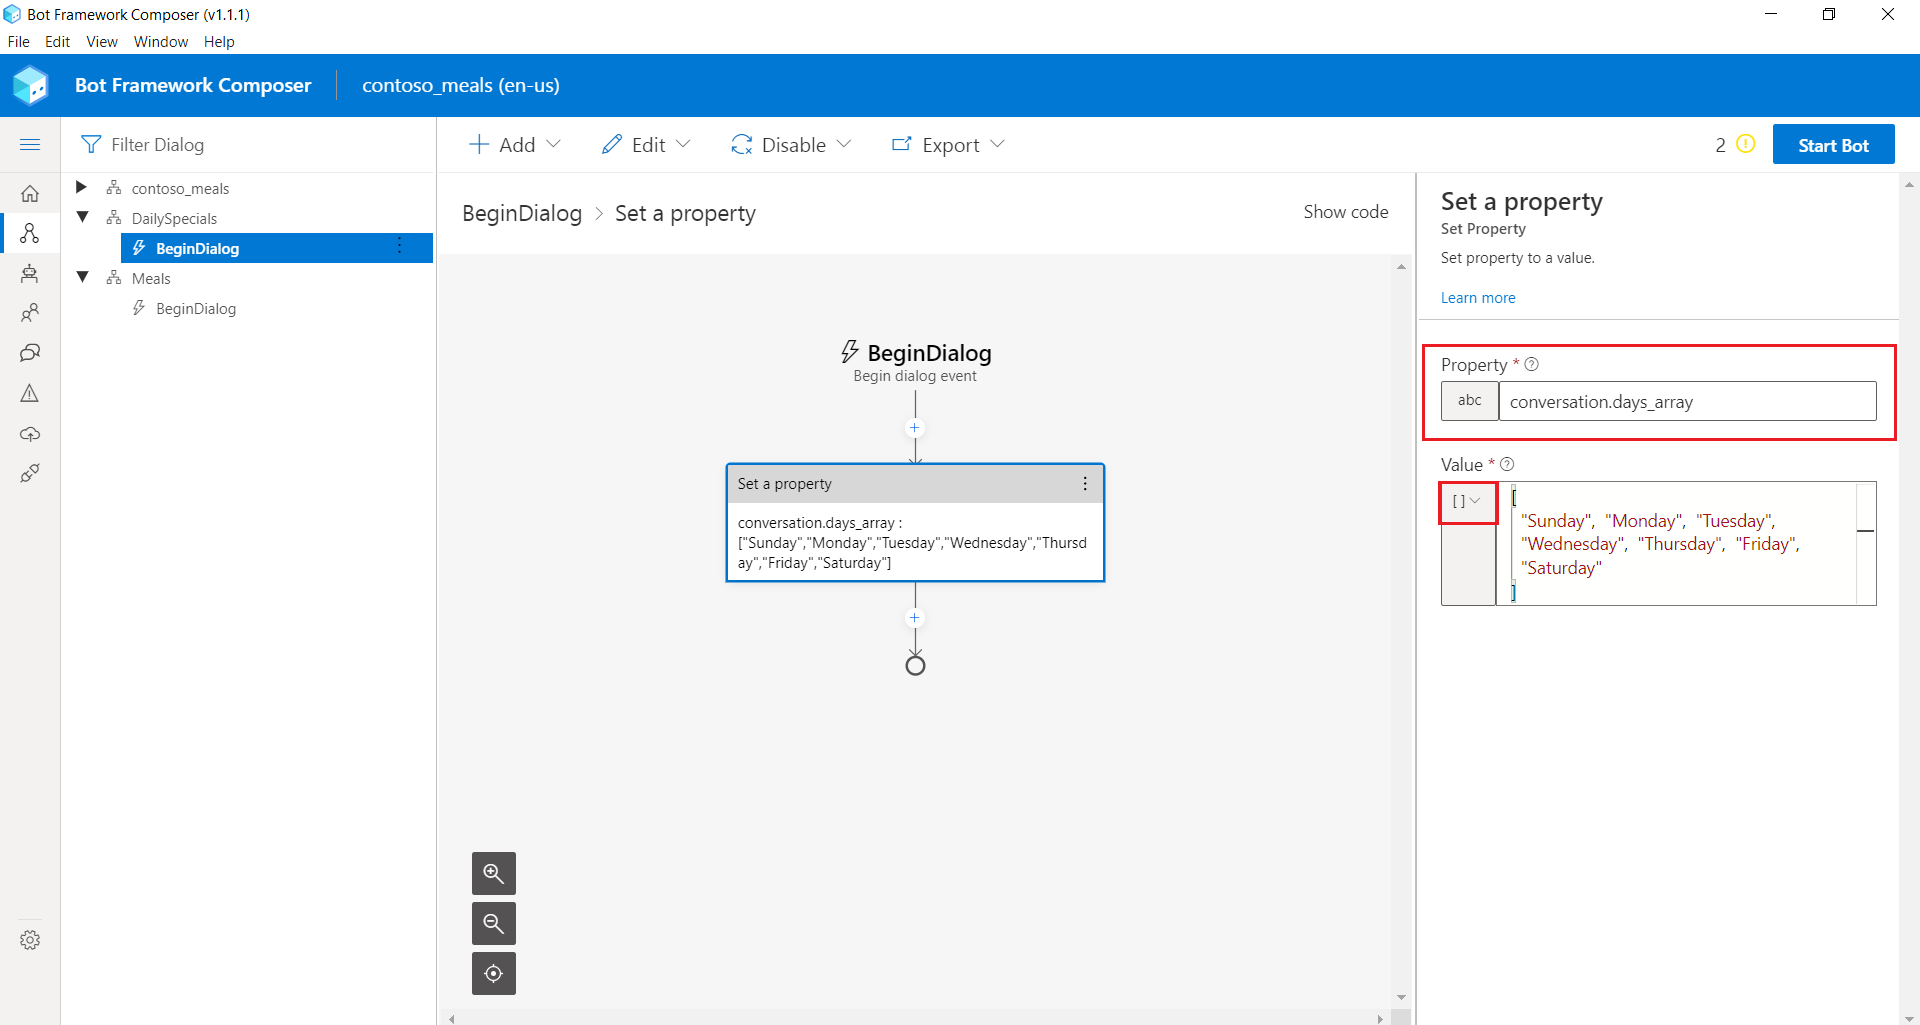 Bot Framework Composer (v1.1.1)
File Edit View Window Help
Bot Framework Composer contoso_meals (en-us)
Filter Dialog
Add Edit Disable Export 2 Start Bot
contoso_meals
DailySpecials
BeginDialog
Meals
BeginDialog
BeginDialog > Set a property
Show code
BeginDialog
Begin dialog event
Set a property
conversation.days_array :
["Sunday","Monday","Tuesday","Wednesday","Thursd
ay","Friday","Saturday"]
Set a property
Set Property
Set property to a value.
Learn more
Property *
abc conversation.days_array
Value *
[ ] [
"Sunday", "Monday", "Tuesday",
"Wednesday", "Thursday", "Friday",
"Saturday"
]